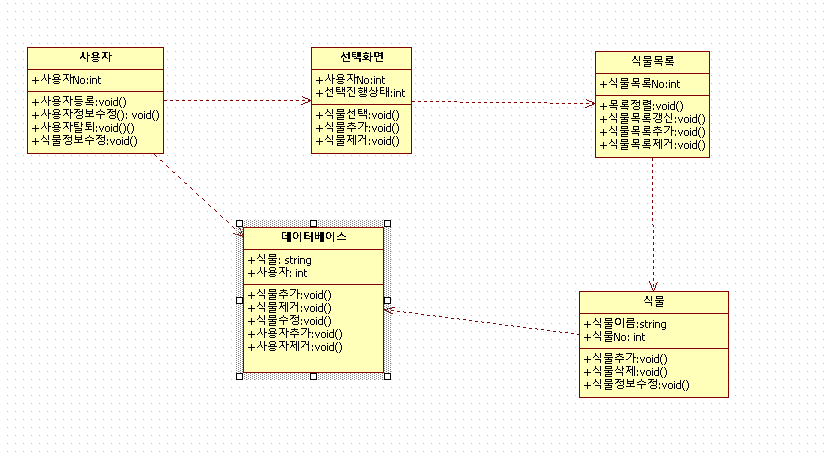 사용자
+사용자No:int
+사용자등록:void()
+사용자정보수정(): void()
+사용자탈퇴:void()()
+식물정보수정:void()
선택화면
+사용자No:int
+선택진행상태:int
+식물선택:void()
+식물추가:void()
+식물제거:void()
식물목록
+식물목록No:int
+목록정렬:void()
+식물목록갱신:void()
+식물목록추가:void()
+식물목록제거:void()
데이터베이스
+식물: string
+사용자: int
+식물추가:void()
+식물제거:void()
+식물수정:void()
+사용자추가:void()
+사용자제거:void()
식물
+식물이름:string
+식물No: int
+식물추가:void()
+식물삭제:void()
+식물정보수정:void()